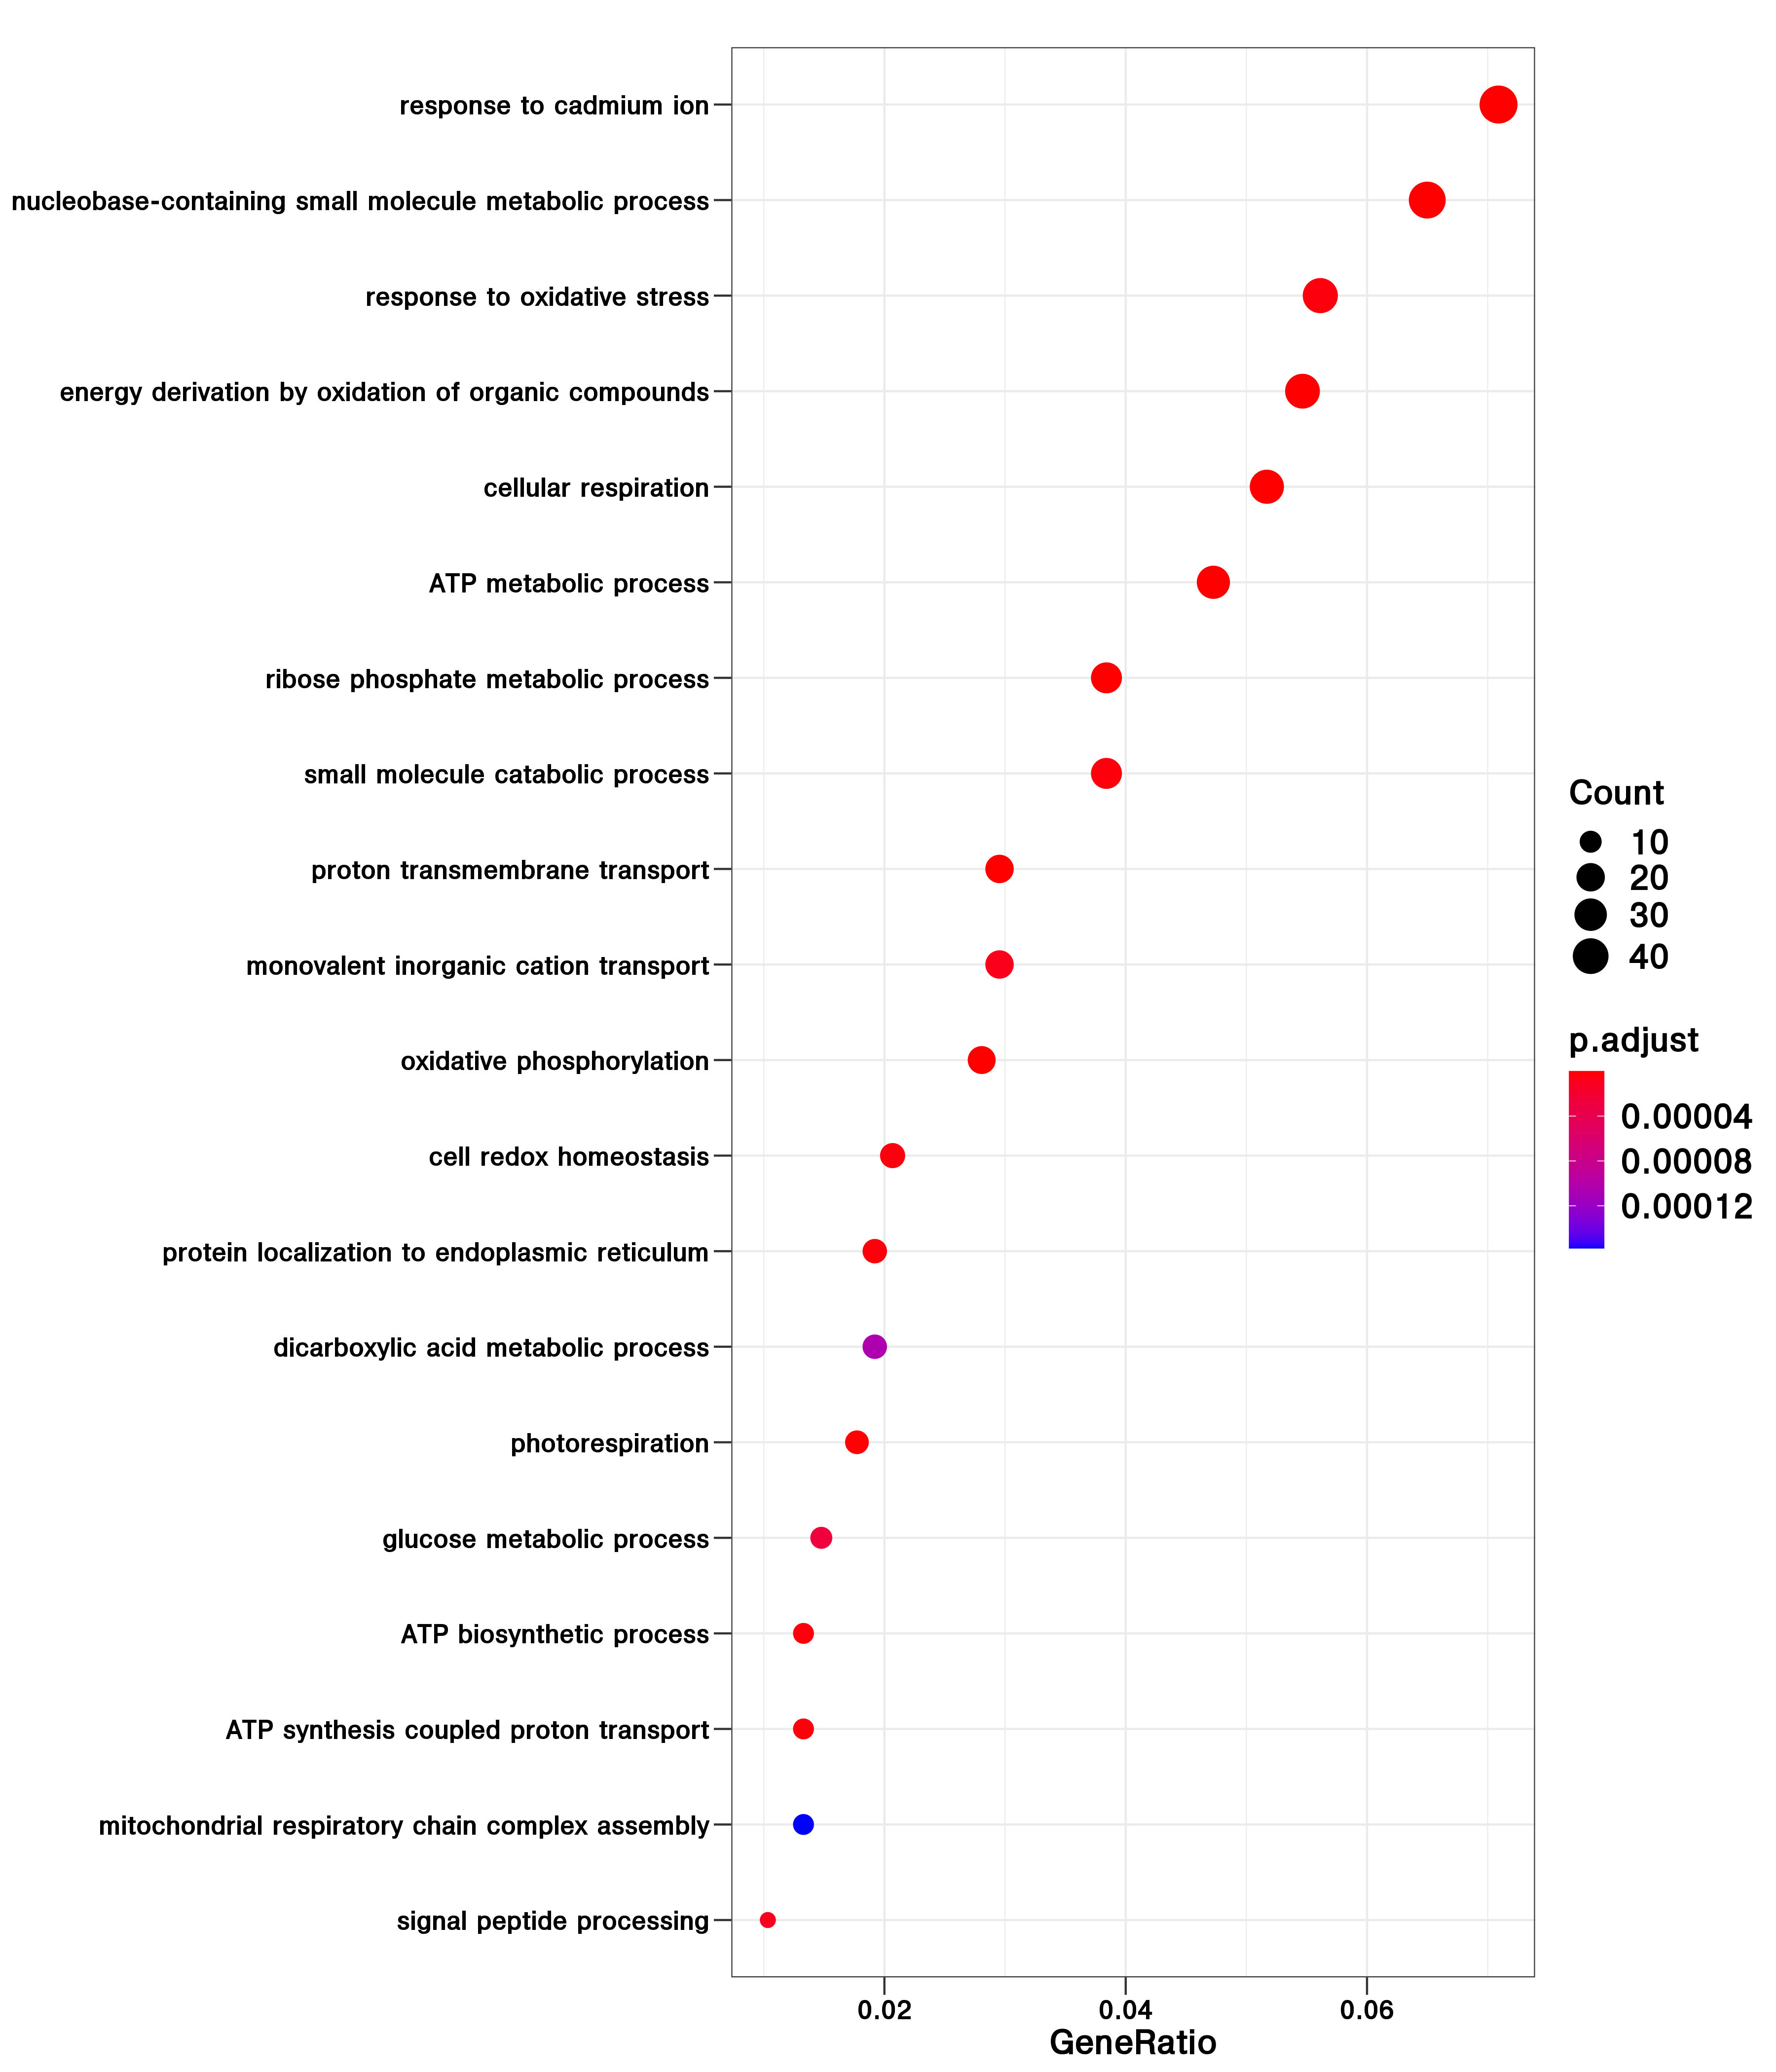 response to cadmium ion
nucleobase-containing small molecule metabolic process
response to oxidative stress
energy derivation by oxidation of organic compounds
cellular respiration
ATP metabolic process
ribose phosphate metabolic process
small molecule catabolic process
proton transmembrane transport
monovalent inorganic cation transport
oxidative phosphorylation
cell redox homeostasis
protein localization to endoplasmic reticulum
dicarboxylic acid metabolic process
photorespiration
glucose metabolic process
ATP biosynthetic process
ATP synthesis coupled proton transport
mitochondrial respiratory chain complex assembly
signal peptide processing
0.02 0.04 0.06
GeneRatio
Count
10
20
30
40
p.adjust
0.00004
0.00008
0.00012